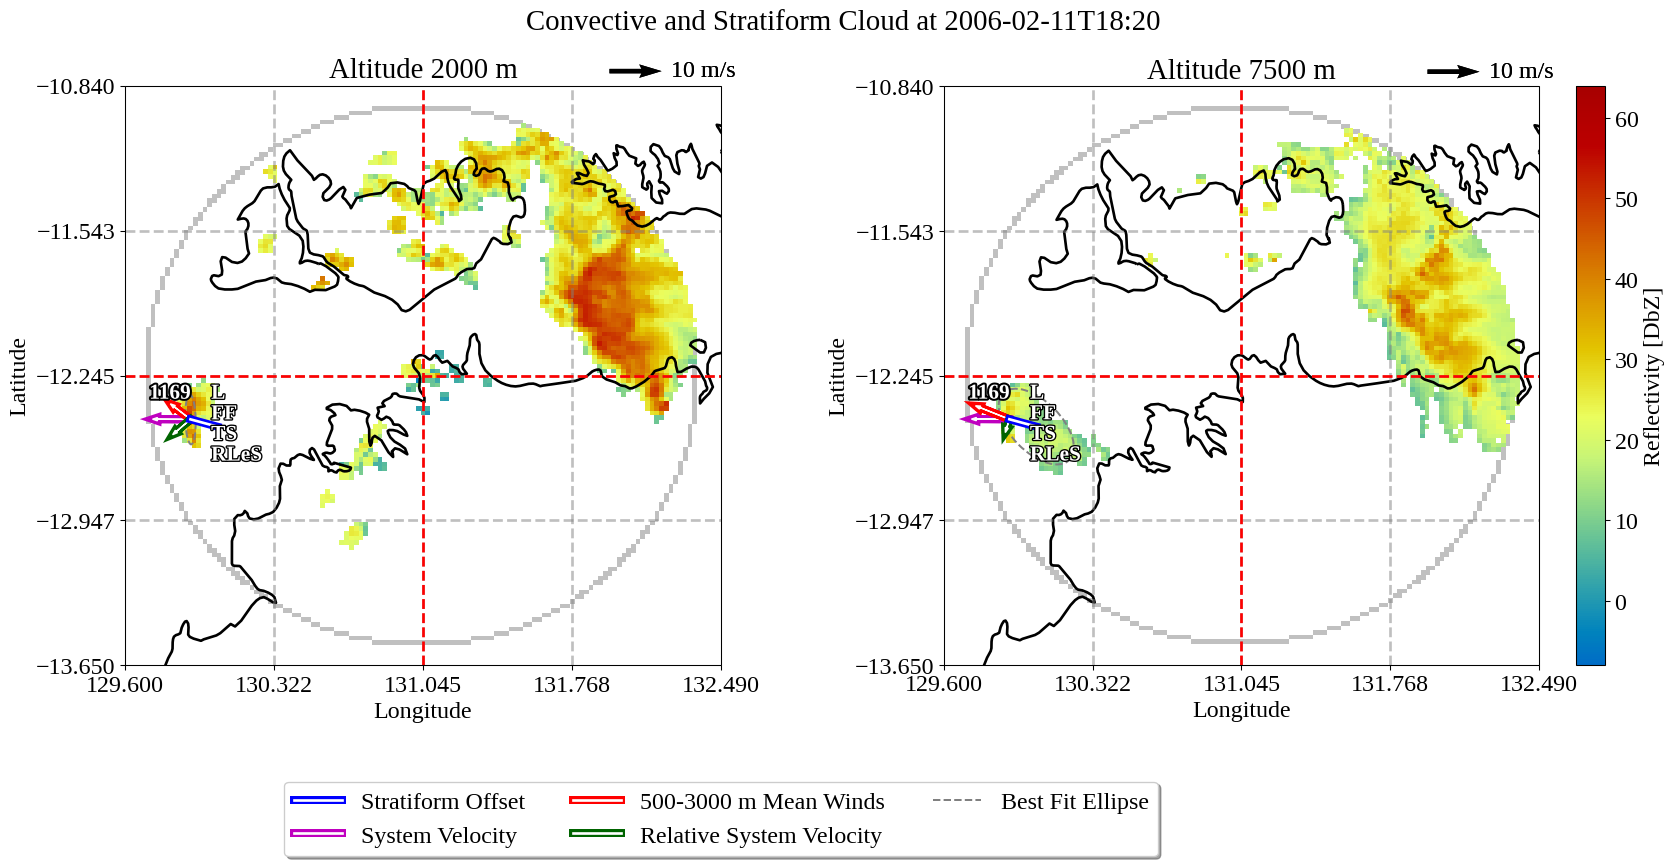 Convective and Stratiform Cloud at 2006-02-11T18:20
Altitude 2000 m
10 m/s
Altitude 7500 m
10 m/s
−10.840
−11.543
−12.245
−12.947
−13.650
Latitude
129.600
130.322
131.045
131.768
132.490
Longitude
1169
L
FF
TS
RLeS
−10.840
−11.543
−12.245
−12.947
−13.650
Latitude
129.600
130.322
131.045
131.768
132.490
Longitude
1169
L
FF
TS
RLeS
60
50
40
30
20
10
0
Reflectivity [DbZ]
Stratiform Offset
System Velocity
500-3000 m Mean Winds
Relative System Velocity
Best Fit Ellipse